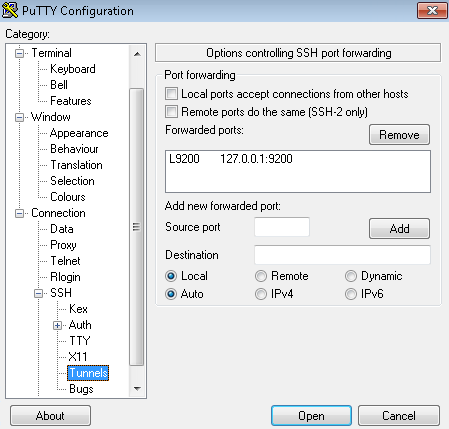 PuTTY Configuration
Category:
Terminal
Keyboard
Bell
Features
Window
Appearance
Behaviour
Translation
Selection
Colours
Connection
Data
Proxy
Telnet
Rlogin
SSH
Kex
Auth
TTY
X11
Tunnels
Bugs
Options controlling SSH port forwarding
Port forwarding
Local ports accept connections from other hosts
Remote ports do the same (SSH-2 only)
Forwarded ports:
Remove
L9200 127.0.0.1:9200
Add new forwarded port:
Source port
Add
Destination
Local Remote Dynamic
Auto IPv4 IPv6
About
Open
Cancel